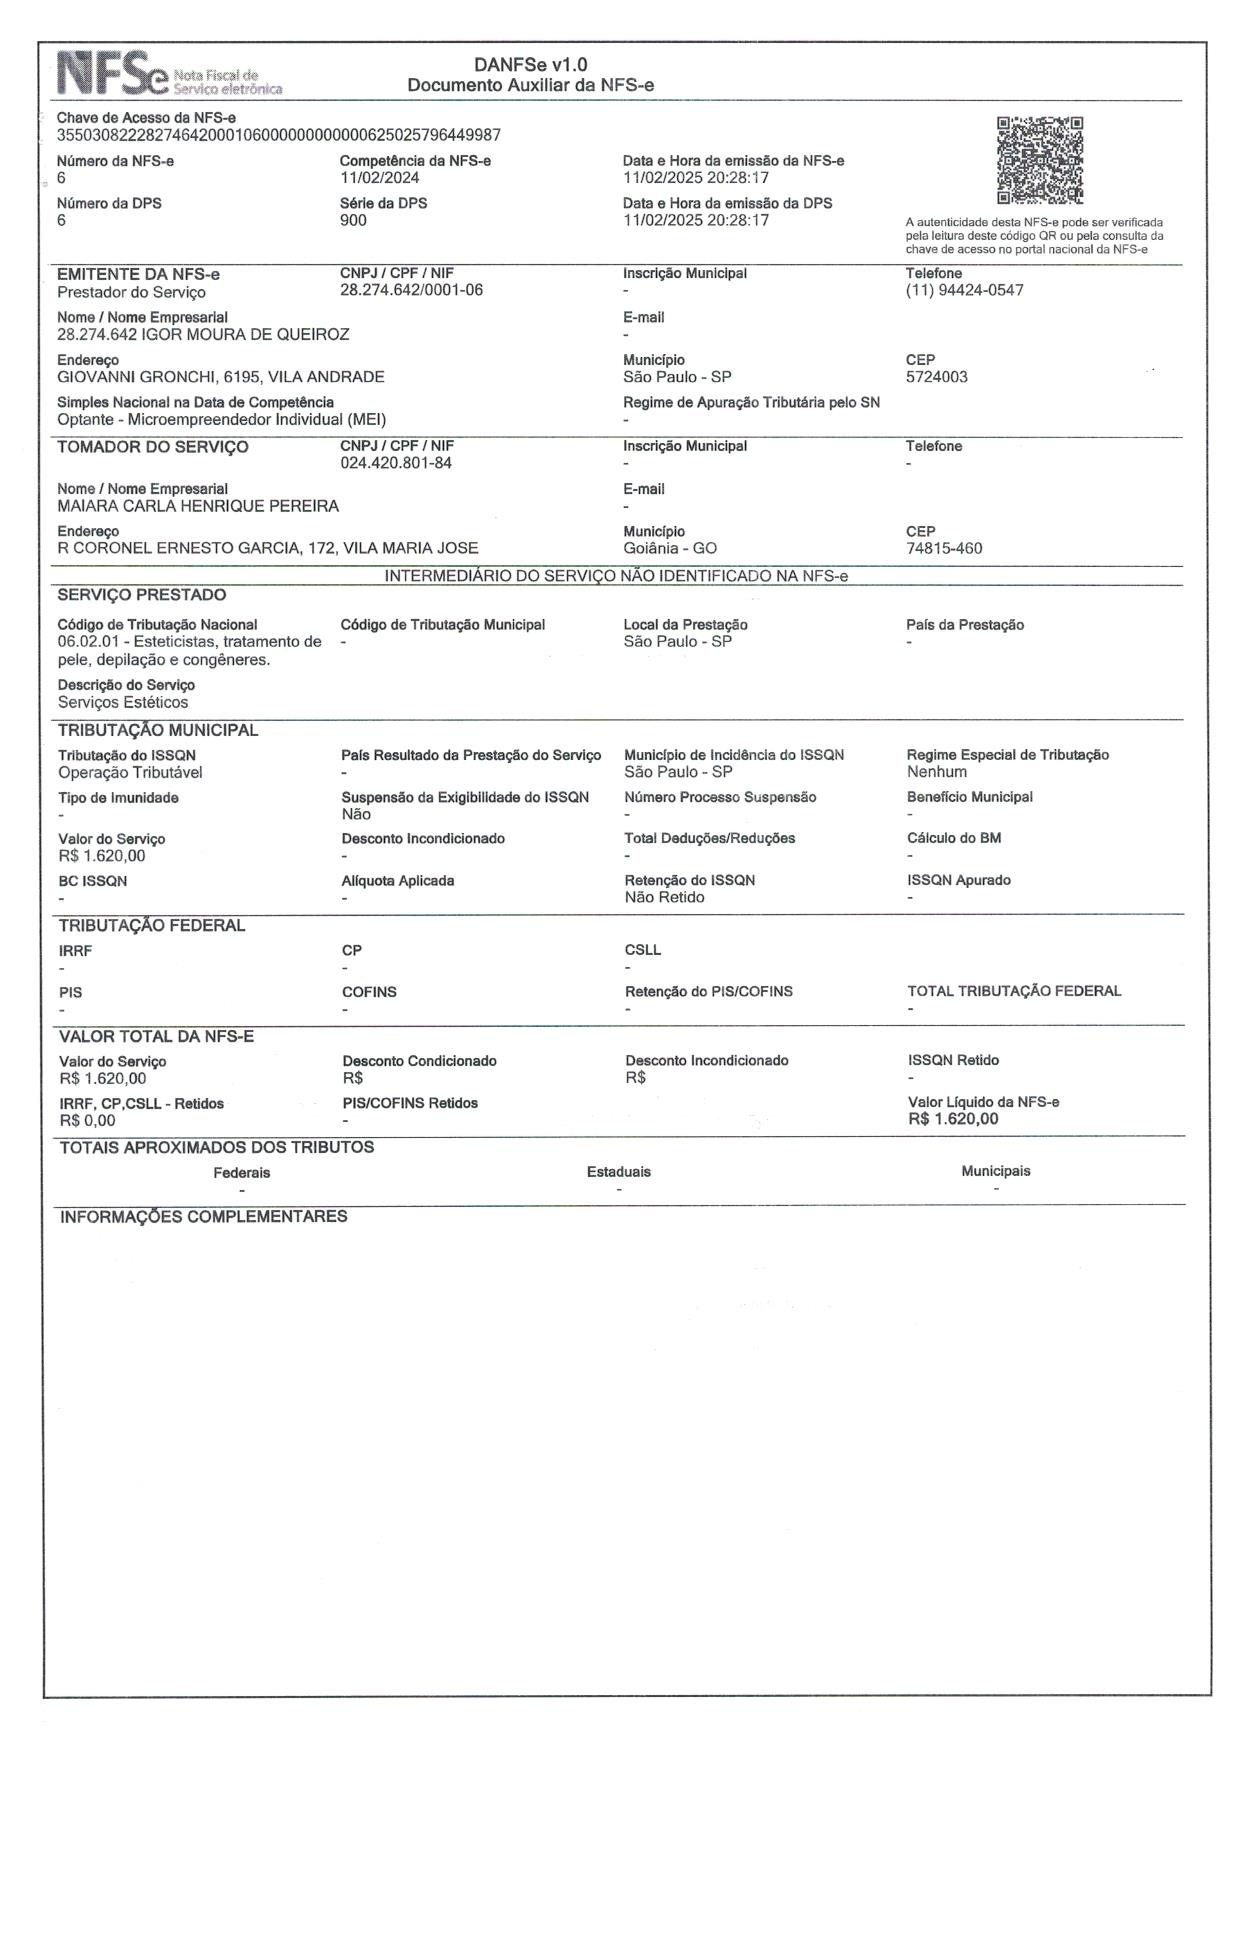 NFSe Nota Fiscal de
Serviço eletrônica
DANFSe v1.0
Documento Auxiliar da NFS-e
Chave de Acesso da NFS-e
35503082228274642000106000000000000625025796449987
Número da NFS-e Competência da NFS-e Data e Hora da emissão da NFS-e
6 11/02/2024 11/02/2025 20:28:17
Número da DPS Série da DPS Data e Hora da emissão da DPS
6 900 11/02/2025 20:28:17
A autenticidade desta NFS-e pode ser verificada
pela leitura deste código QR ou pela consulta da
chave de acesso no portal nacional da NFS-e
EMITENTE DA NFS-e CNPJ / CPF / NIF Inscrição Municipal Telefone
Prestador do Serviço 28.274.642/0001-06 - (11) 94424-0547
Nome / Nome Empresarial E-mail
28.274.642 IGOR MOURA DE QUEIROZ -
Endereço Município CEP
GIOVANNI GRONCHI, 6195, VILA ANDRADE São Paulo - SP 5724003
Simples Nacional na Data de Competência Regime de Apuração Tributária pelo SN
Optante - Microempreendedor Individual (MEI) -
TOMADOR DO SERVIÇO CNPJ / CPF / NIF Inscrição Municipal Telefone
024.420.801-84 - -
Nome / Nome Empresarial E-mail
MAIARA CARLA HENRIQUE PEREIRA -
Endereço Município CEP
R CORONEL ERNESTO GARCIA, 172, VILA MARIA JOSE Goiânia - GO 74815-460
INTERMEDIÁRIO DO SERVIÇO NÃO IDENTIFICADO NA NFS-e
SERVIÇO PRESTADO
Código de Tributação Nacional Código de Tributação Municipal Local da Prestação País da Prestação
06.02.01 - Esteticistas, tratamento de - São Paulo - SP -
pele, depilação e congêneres.
Descrição do Serviço
Serviços Estéticos
TRIBUTAÇÃO MUNICIPAL
Tributação do ISSQN País Resultado da Prestação do Serviço Município de Incidência do ISSQN Regime Especial de Tributação
Operação Tributável - São Paulo - SP Nenhum
Tipo de Imunidade Suspensão da Exigibilidade do ISSQN Número Processo Suspensão Benefício Municipal
- Não - -
Valor do Serviço Desconto Incondicionado Total Deduções/Reduções Cálculo do BM
R$ 1.620,00 - - -
BC ISSQN Alíquota Aplicada Retenção do ISSQN ISSQN Apurado
- - Não Retido -
TRIBUTAÇÃO FEDERAL
IRRF CP CSLL
- - -
PIS COFINS Retenção do PIS/COFINS TOTAL TRIBUTAÇÃO FEDERAL
- - - -
VALOR TOTAL DA NFS-E
Valor do Serviço Desconto Condicionado Desconto Incondicionado ISSQN Retido
R$ 1.620,00 R$ R$ -
IRRF, CP,CSLL - Retidos PIS/COFINS Retidos Valor Líquido da NFS-e
R$ 0,00 - R$ 1.620,00
TOTAIS APROXIMADOS DOS TRIBUTOS
Federais Estaduais Municipais
- - -
INFORMAÇÕES COMPLEMENTARES